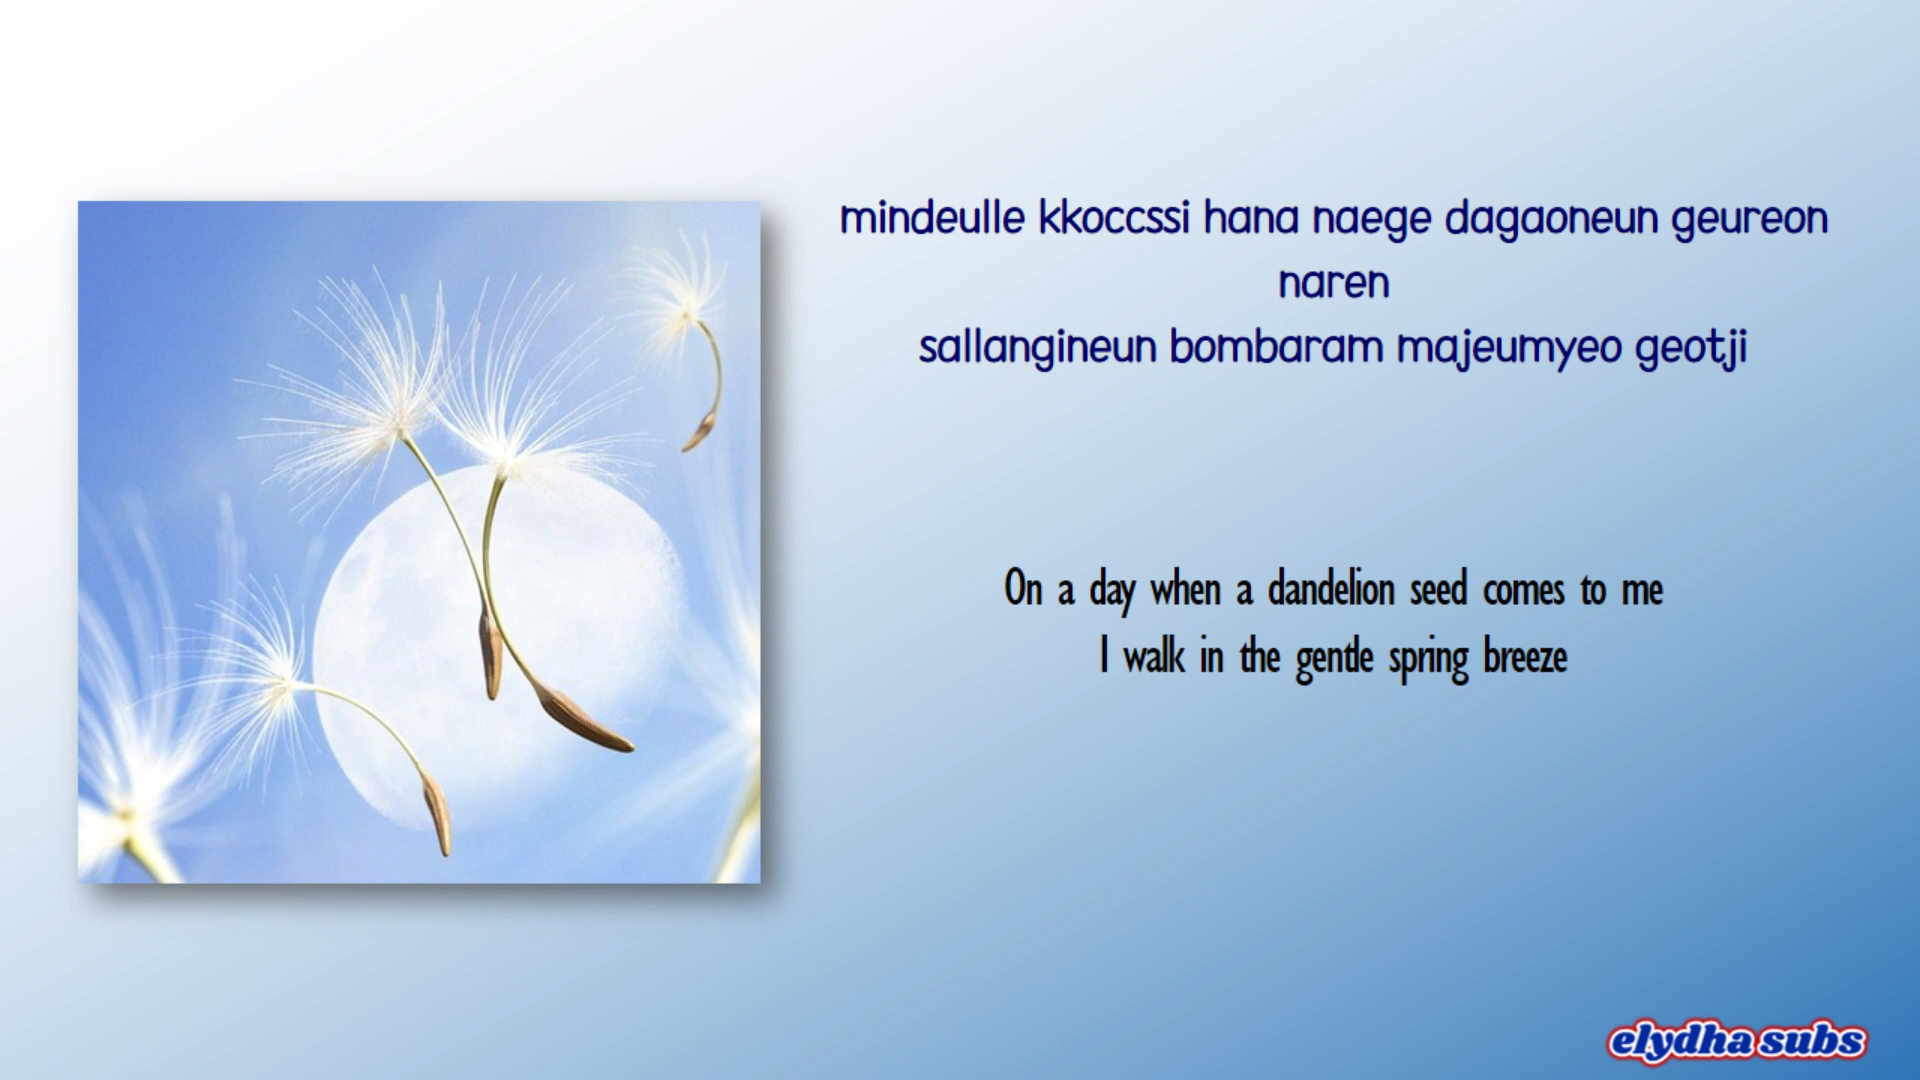 mindeulle kkoccssi hana naege dagaoneun geureon
naren
sallangineun bombaram majeumyeo geotji
On a day when a dandelion seed comes to me
I walk in the gentle spring breeze
elydha subs